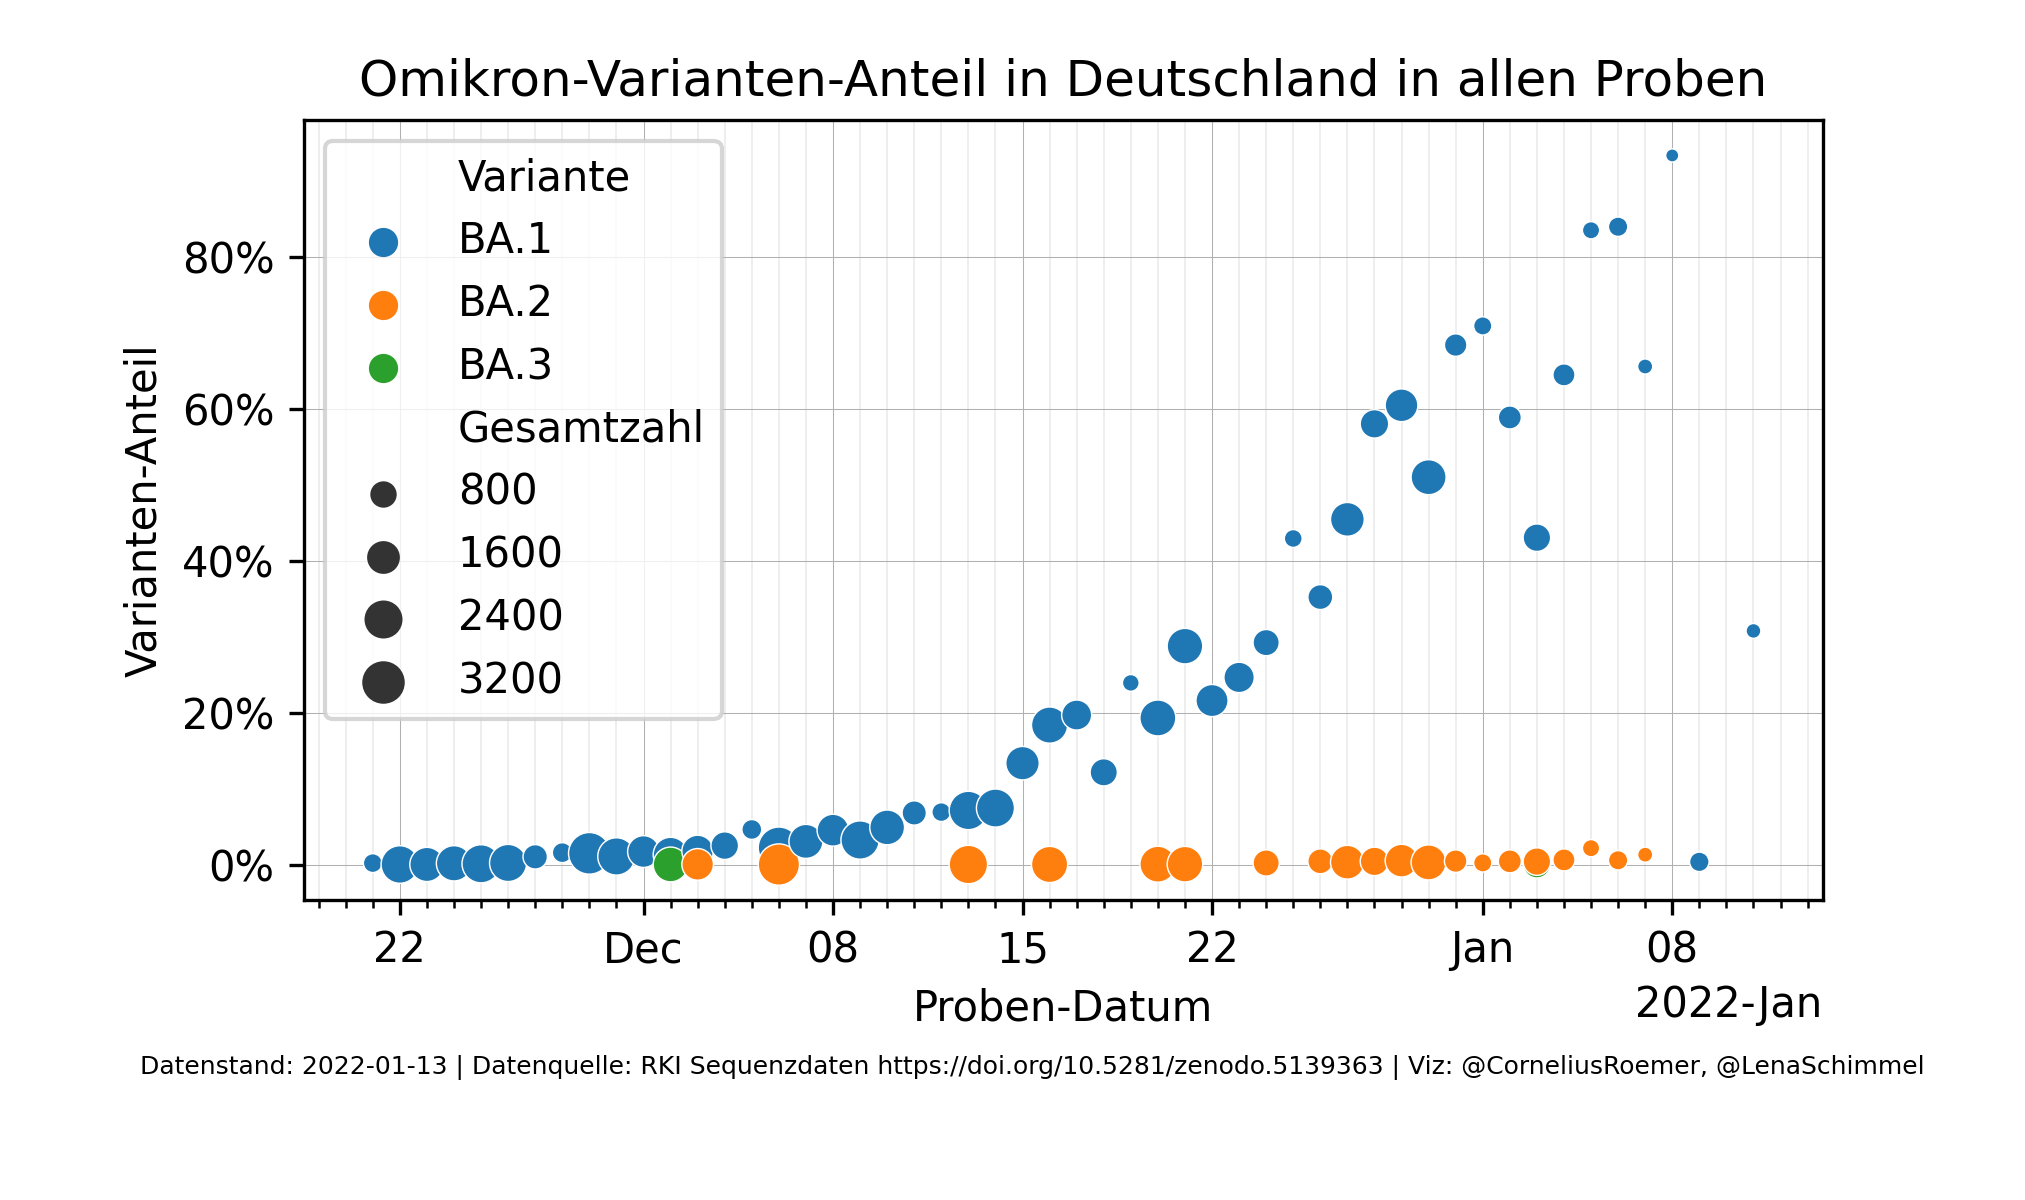 Omikron-Varianten-Anteil in Deutschland in allen Proben
Varianten-Anteil
80%
60%
40%
20%
0%
Variante
BA.1
BA.2
BA.3
Gesamtzahl
800
1600
2400
3200
22 Dec 08 15 22 Jan 08
Proben-Datum
2022-Jan
Datenstand: 2022-01-13 | Datenquelle: RKI Sequenzdaten https://doi.org/10.5281/zenodo.5139363 | Viz: @CorneliusRoemer, @LenaSchimmel